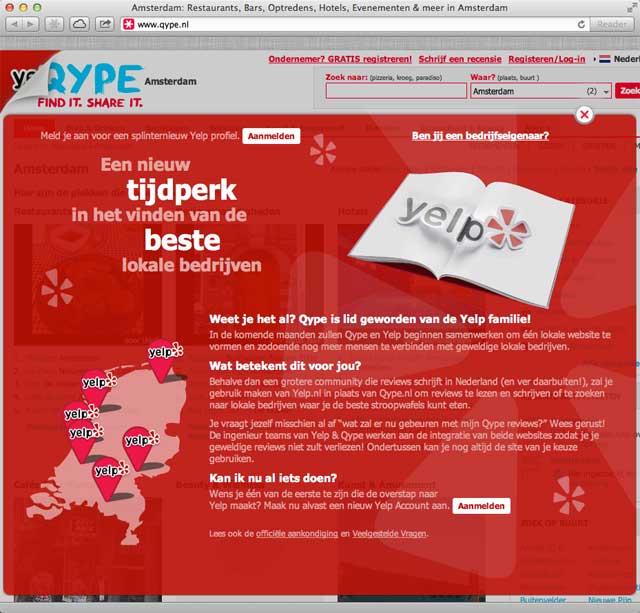 Amsterdam: Restaurants, Bars, Optredens, Hotels, Evenementen & meer in Amsterdam
www.qype.nl
Reader
Ondernemer? GRATIS registreren!
Schrijf een recensie
Registreren/Log-in
Nederl
QYPE
Amsterdam
FIND IT. SHARE IT.
Zoek naar: (pizzeria, kroeg, paradiso)
Waar? (plaats, buurt )
Amsterdam (2)
Zoek
Meld je aan voor een splinternieuw Yelp profiel. Aanmelden
Ben jij een bedrijfseigenaar?
Een nieuw
tijdperk
in het vinden van de
beste
lokale bedrijven
yelp
Weet je het al? Qype is lid geworden van de Yelp familie!
In de komende maanden zullen Qype en Yelp beginnen samenwerken om één lokale website te
vormen en zodoende nog meer mensen te verbinden met geweldige lokale bedrijven.
Wat betekent dit voor jou?
Behalve dan een grotere community die reviews schrijft in Nederland (en ver daarbuiten!), zal je
gebruik maken van Yelp.nl in plaats van Qype.nl om reviews te lezen en schrijven of te zoeken
naar lokale bedrijven waar je de beste stroopwafels kunt eten.
Je vraagt jezelf misschien al af "wat zal er nu gebeuren met mijn Qype reviews?" Wees gerust!
De ingenieur teams van Yelp & Qype werken aan de integratie van beide websites zodat je je
geweldige reviews niet zult verliezen! Ondertussen kan je nog altijd de site van je keuze
gebruiken.
Kan ik nu al iets doen?
Wens je één van de eerste te zijn die de overstap naar
Yelp maakt? Maak nu alvast een nieuw Yelp Account aan. Aanmelden
Lees ook de officiële aankondiging en Veelgestelde Vragen.
yelp
yelp
yelp
yelp
yelp
yelp
Amsterdam
Restaurants
Hotels
ZOEK OP BUURT
Buitenvelder
Nieuwe Pijp